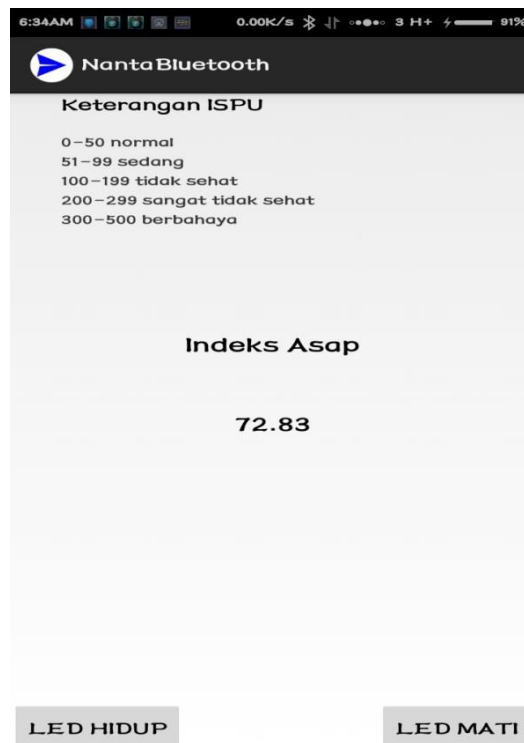 6:34AM 0.00K/s 3 H+ 91%
NantaBluetooth
Keterangan ISPU
0-50 normal
51-99 sedang
100-199 tidak sehat
200-299 sangat tidak sehat
300-500 berbahaya
Indeks Asap
72.83
LED HIDUP LED MATI